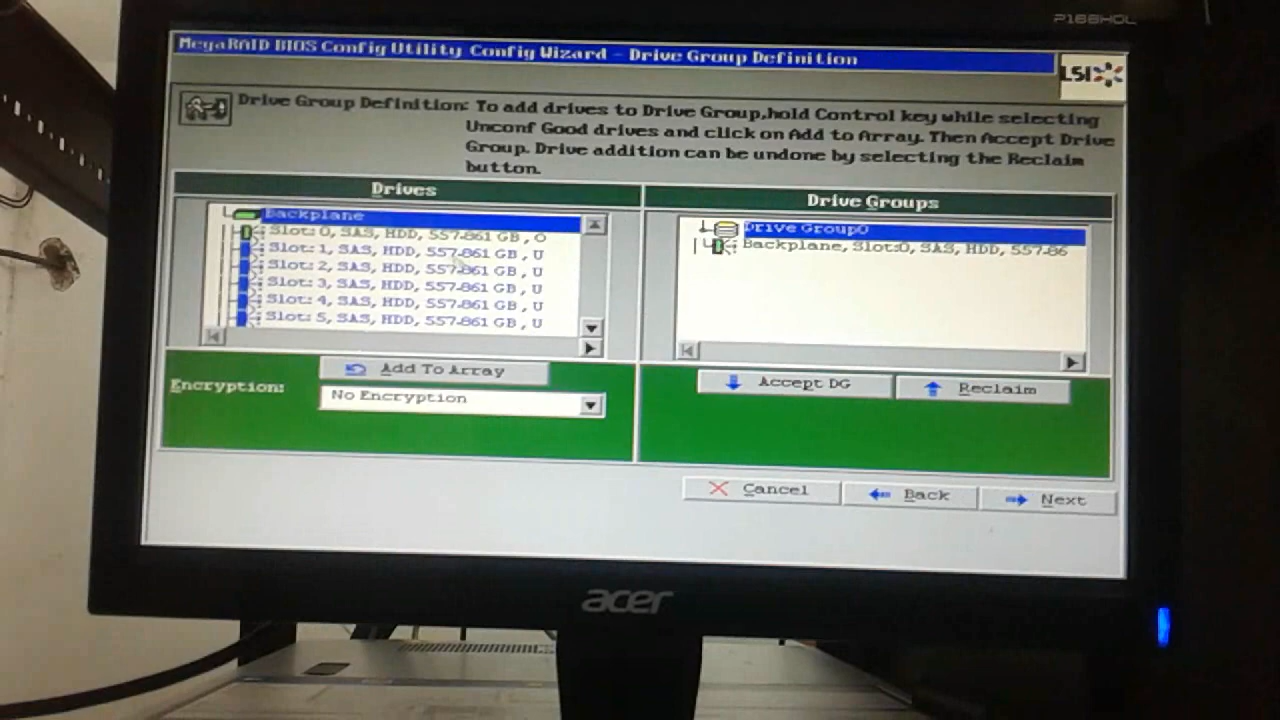 P166HQL
MegaRAID BIOS Config Utility Config Wizard - Drive Group Definition
LSI
Drive Group Definition: To add drives to Drive Group,hold Control key while selecting
Unconf Good drives and click on Add to Array. Then Accept Drive
Group. Drive addition can be undone by selecting the Reclaim
button.
Drives
Backplane
Slot: 0, SAS, HDD, 557.861 GB, O
Slot: 1, SAS, HDD, 557.861 GB, U
Slot: 2, SAS, HDD, 557.861 GB, U
Slot: 3, SAS, HDD, 557.861 GB, U
Slot: 4, SAS, HDD, 557.861 GB, U
Slot: 5, SAS, HDD, 557.861 GB, U
Add To Array
Encryption:
No Encryption
Drive Groups
Drive Group0
Backplane, Slot:0, SAS, HDD, 557.86
Accept DG
Reclaim
Cancel
Back
Next
acer